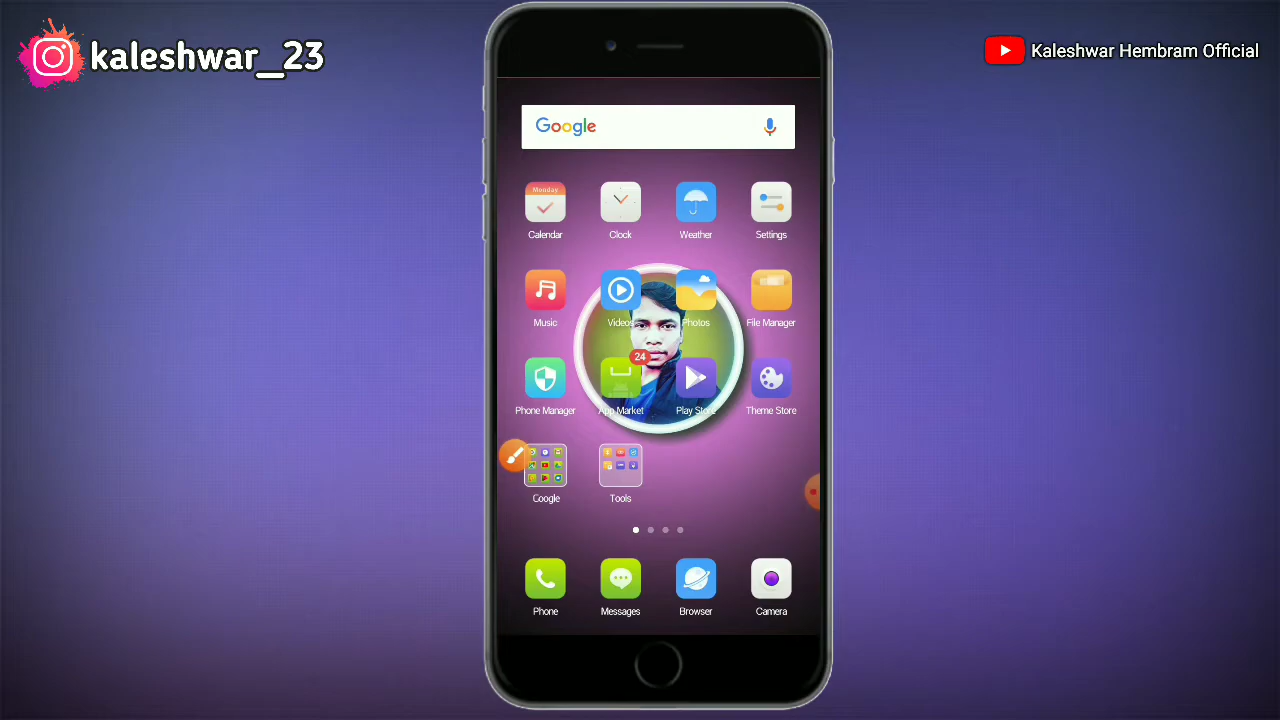 kaleshwar_23
Kaleshwar Hembram Official
Google
Monday
Calendar Clock Weather Settings
Music Videos Photos File Manager
24
Phone Manager App Market Play Store Theme Store
Google Tools
Phone Messages Browser Camera